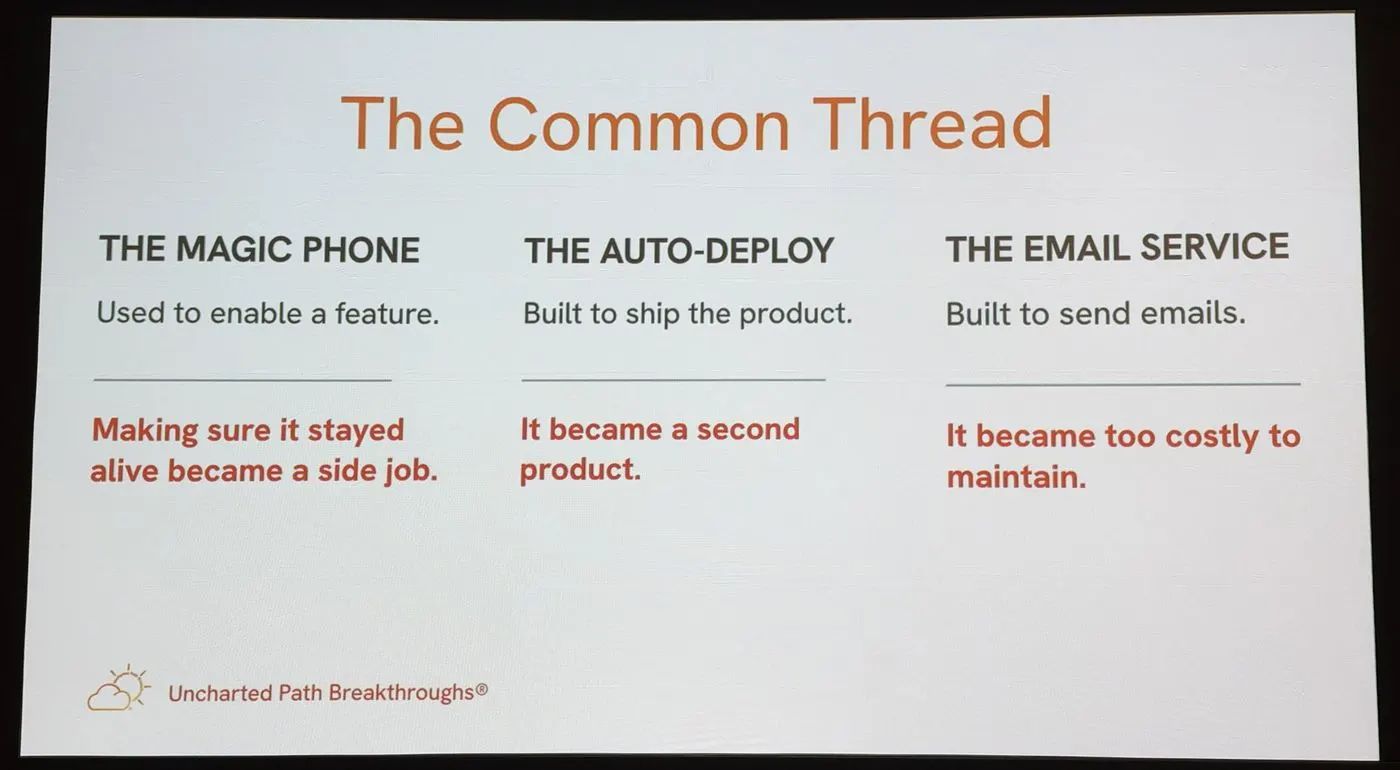 The Common Thread
THE MAGIC PHONE
Used to enable a feature.
Making sure it stayed
alive became a side job.
THE AUTO-DEPLOY
Built to ship the product.
It became a second
product.
THE EMAIL SERVICE
Built to send emails.
It became too costly to
maintain.
Uncharted Path Breakthroughs®